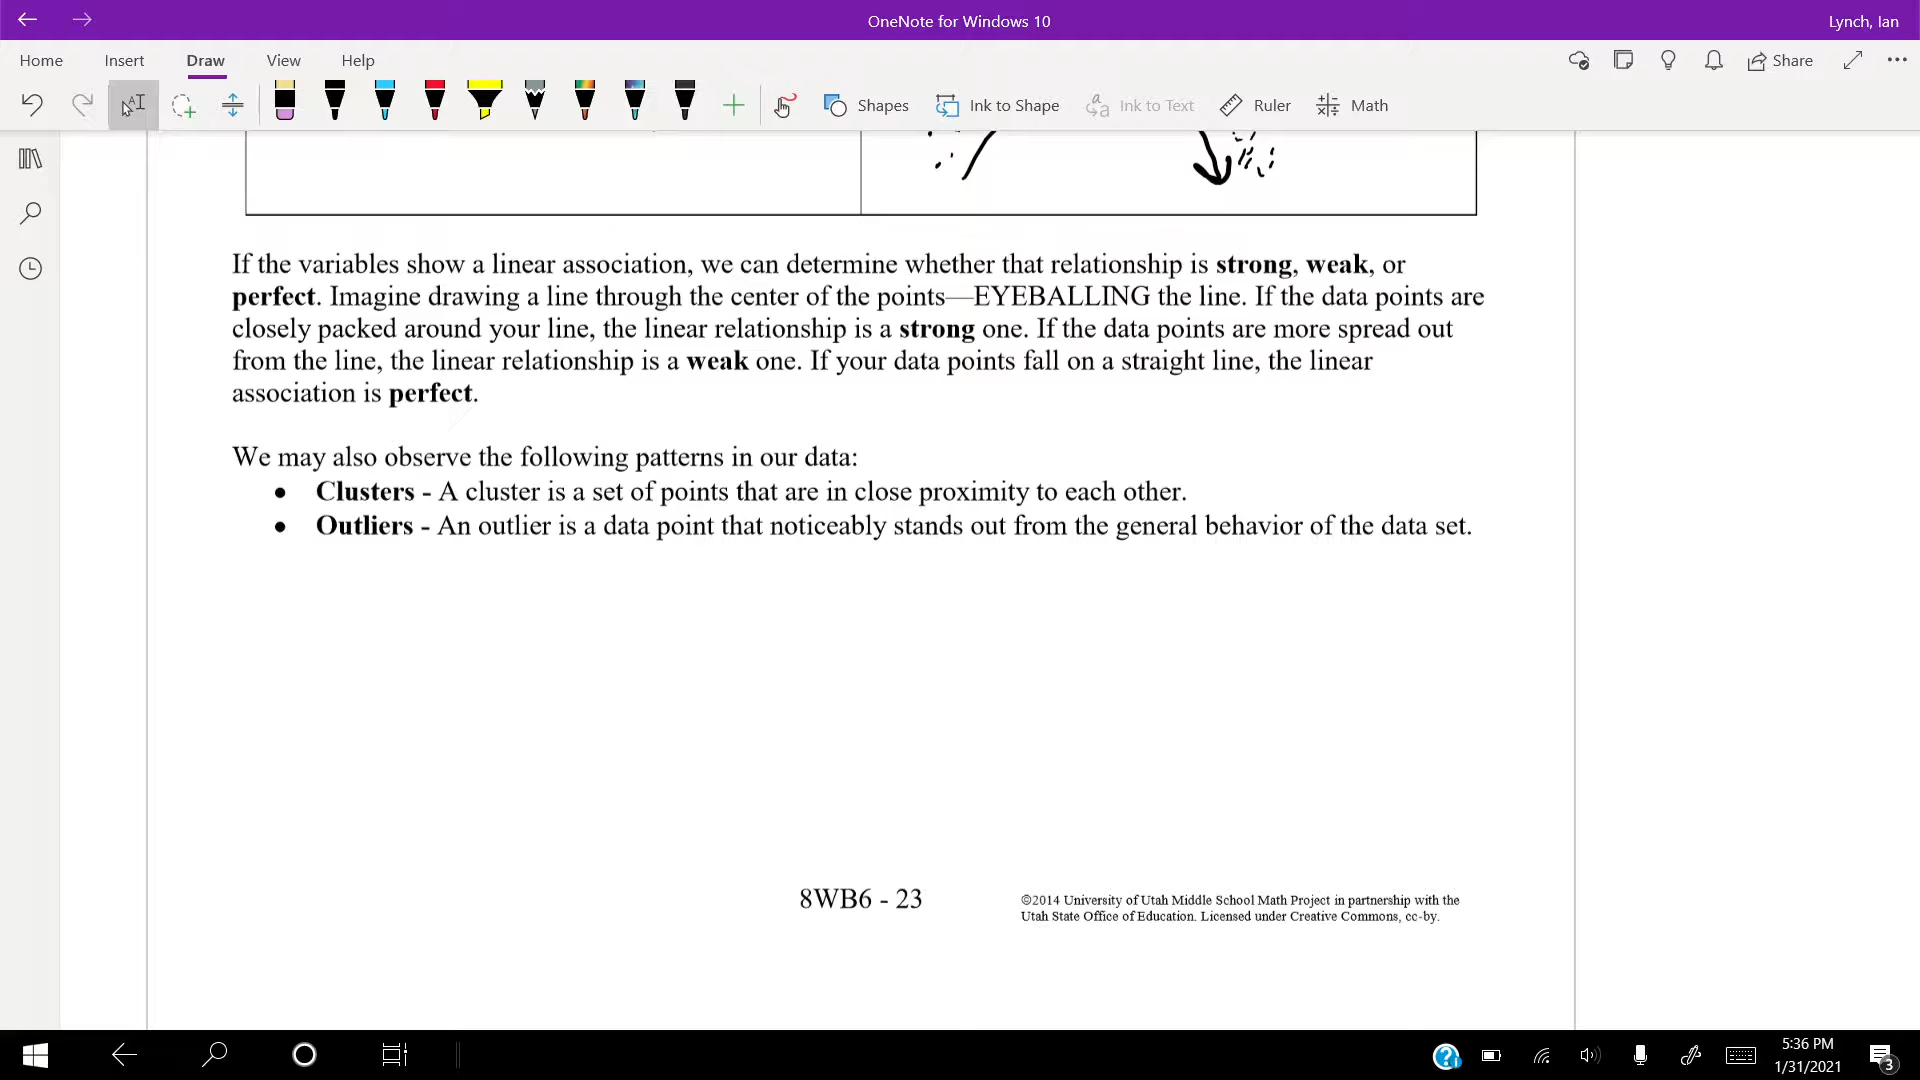 OneNote for Windows 10
Lynch, Ian
Home Insert Draw View Help
Share
Shapes Ink to Shape Ink to Text Ruler Math
If the variables show a linear association, we can determine whether that relationship is strong, weak, or
perfect. Imagine drawing a line through the center of the points—EYEBALLING the line. If the data points are
closely packed around your line, the linear relationship is a strong one. If the data points are more spread out
from the line, the linear relationship is a weak one. If your data points fall on a straight line, the linear
association is perfect.
We may also observe the following patterns in our data:
• Clusters - A cluster is a set of points that are in close proximity to each other.
• Outliers - An outlier is a data point that noticeably stands out from the general behavior of the data set.
8WB6 - 23
©2014 University of Utah Middle School Math Project in partnership with the
Utah State Office of Education. Licensed under Creative Commons, cc-by.
5:36 PM
1/31/2021
3